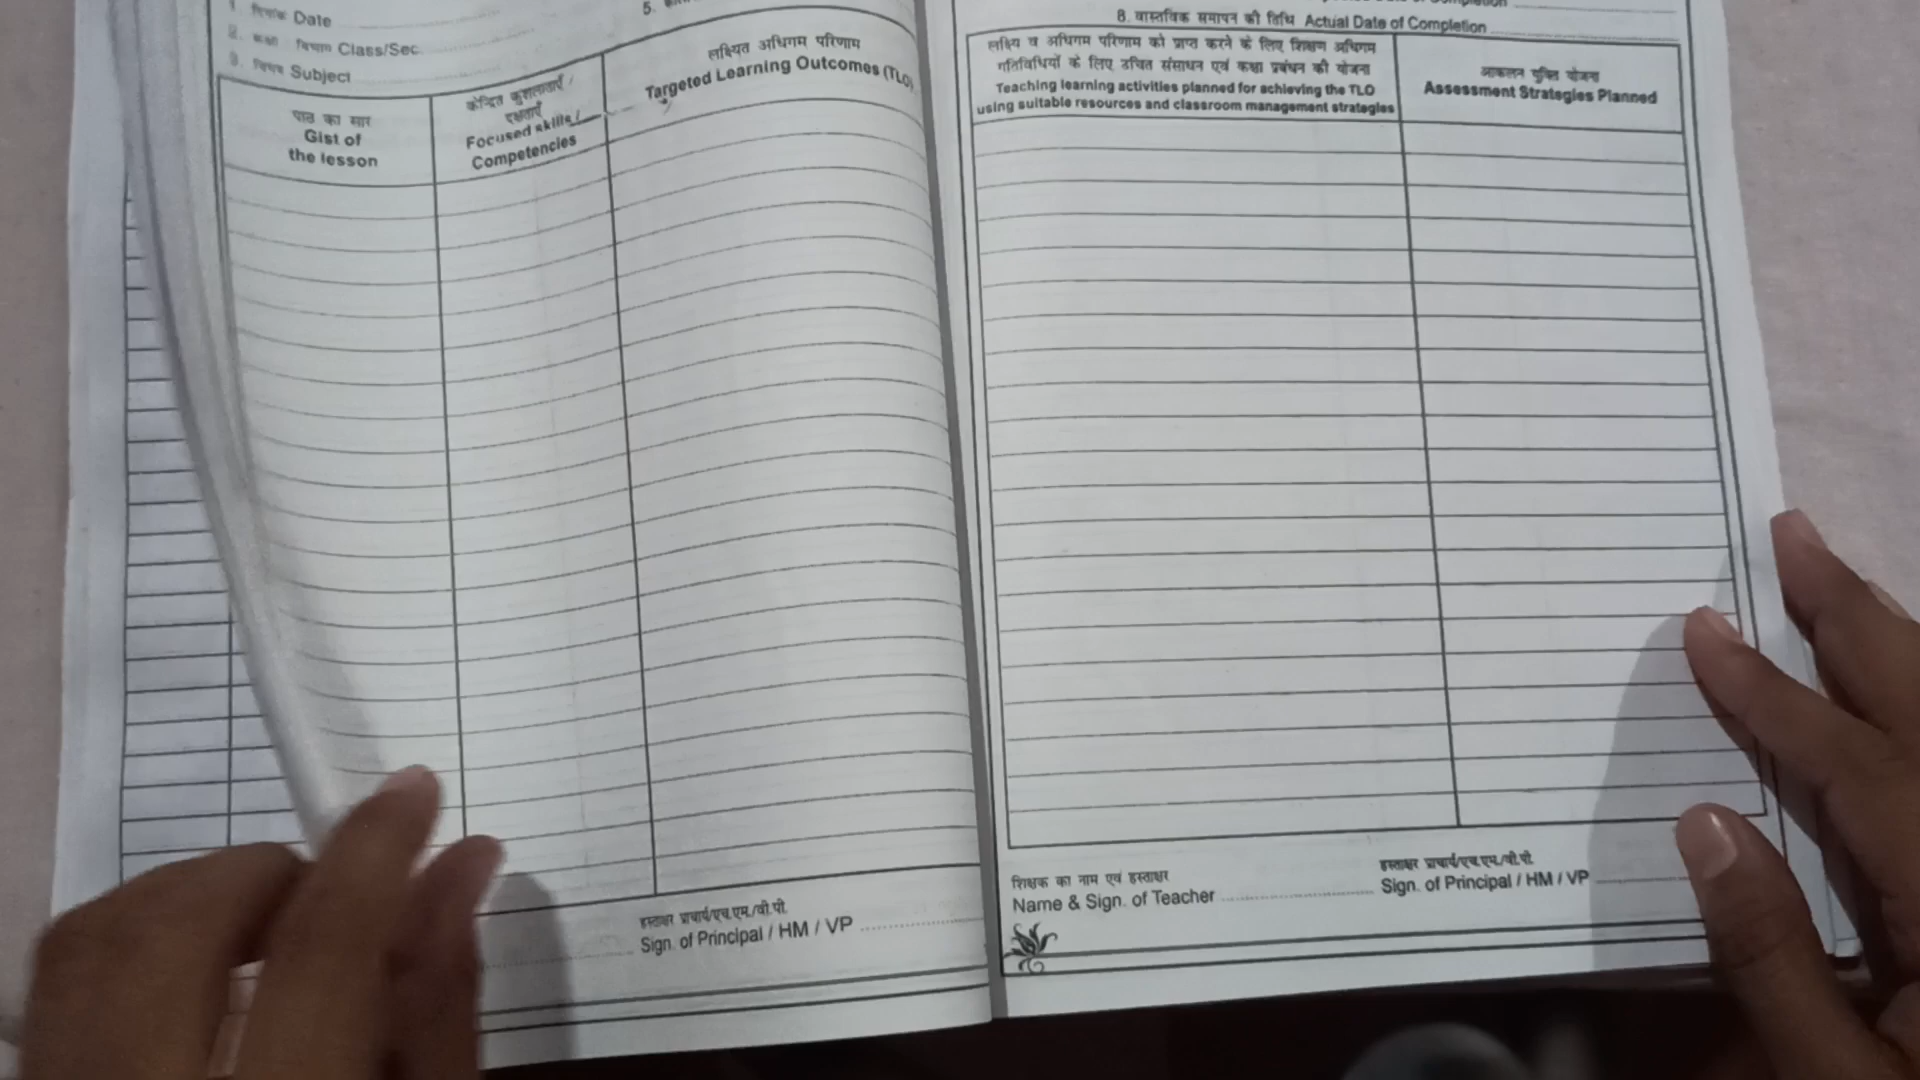 1. दिनांक Date
2. कक्षा विभाग Class/Sec.
3. विषय Subject
5.
पाठ का सार
Gist of
the lesson
केन्द्रित कुशलताएँ /
दक्षताएँ
Focused skills /
Competencies
लक्ष्यित अधिगम परिणाम
Targeted Learning Outcomes (TLO)
हस्ताक्षर प्राचार्य/एच.एम./वी.पी.
Sign. of Principal / HM / VP
8. वास्तविक समापन की तिथि Actual Date of Completion
लक्ष्यि व अधिगम परिणाम को प्राप्त करने के लिए शिक्षण अधिगम
गतिविधियों के लिए उचित संसाधन एवं कक्षा प्रबंधन की योजना
Teaching learning activities planned for achieving the TLO
using suitable resources and classroom management strategies
आकलन युक्ति योजना
Assessment Strategies Planned
शिक्षक का नाम एवं हस्ताक्षर
Name & Sign. of Teacher
हस्ताक्षर प्राचार्य/एच.एम./वी.पी.
Sign. of Principal / HM / VP